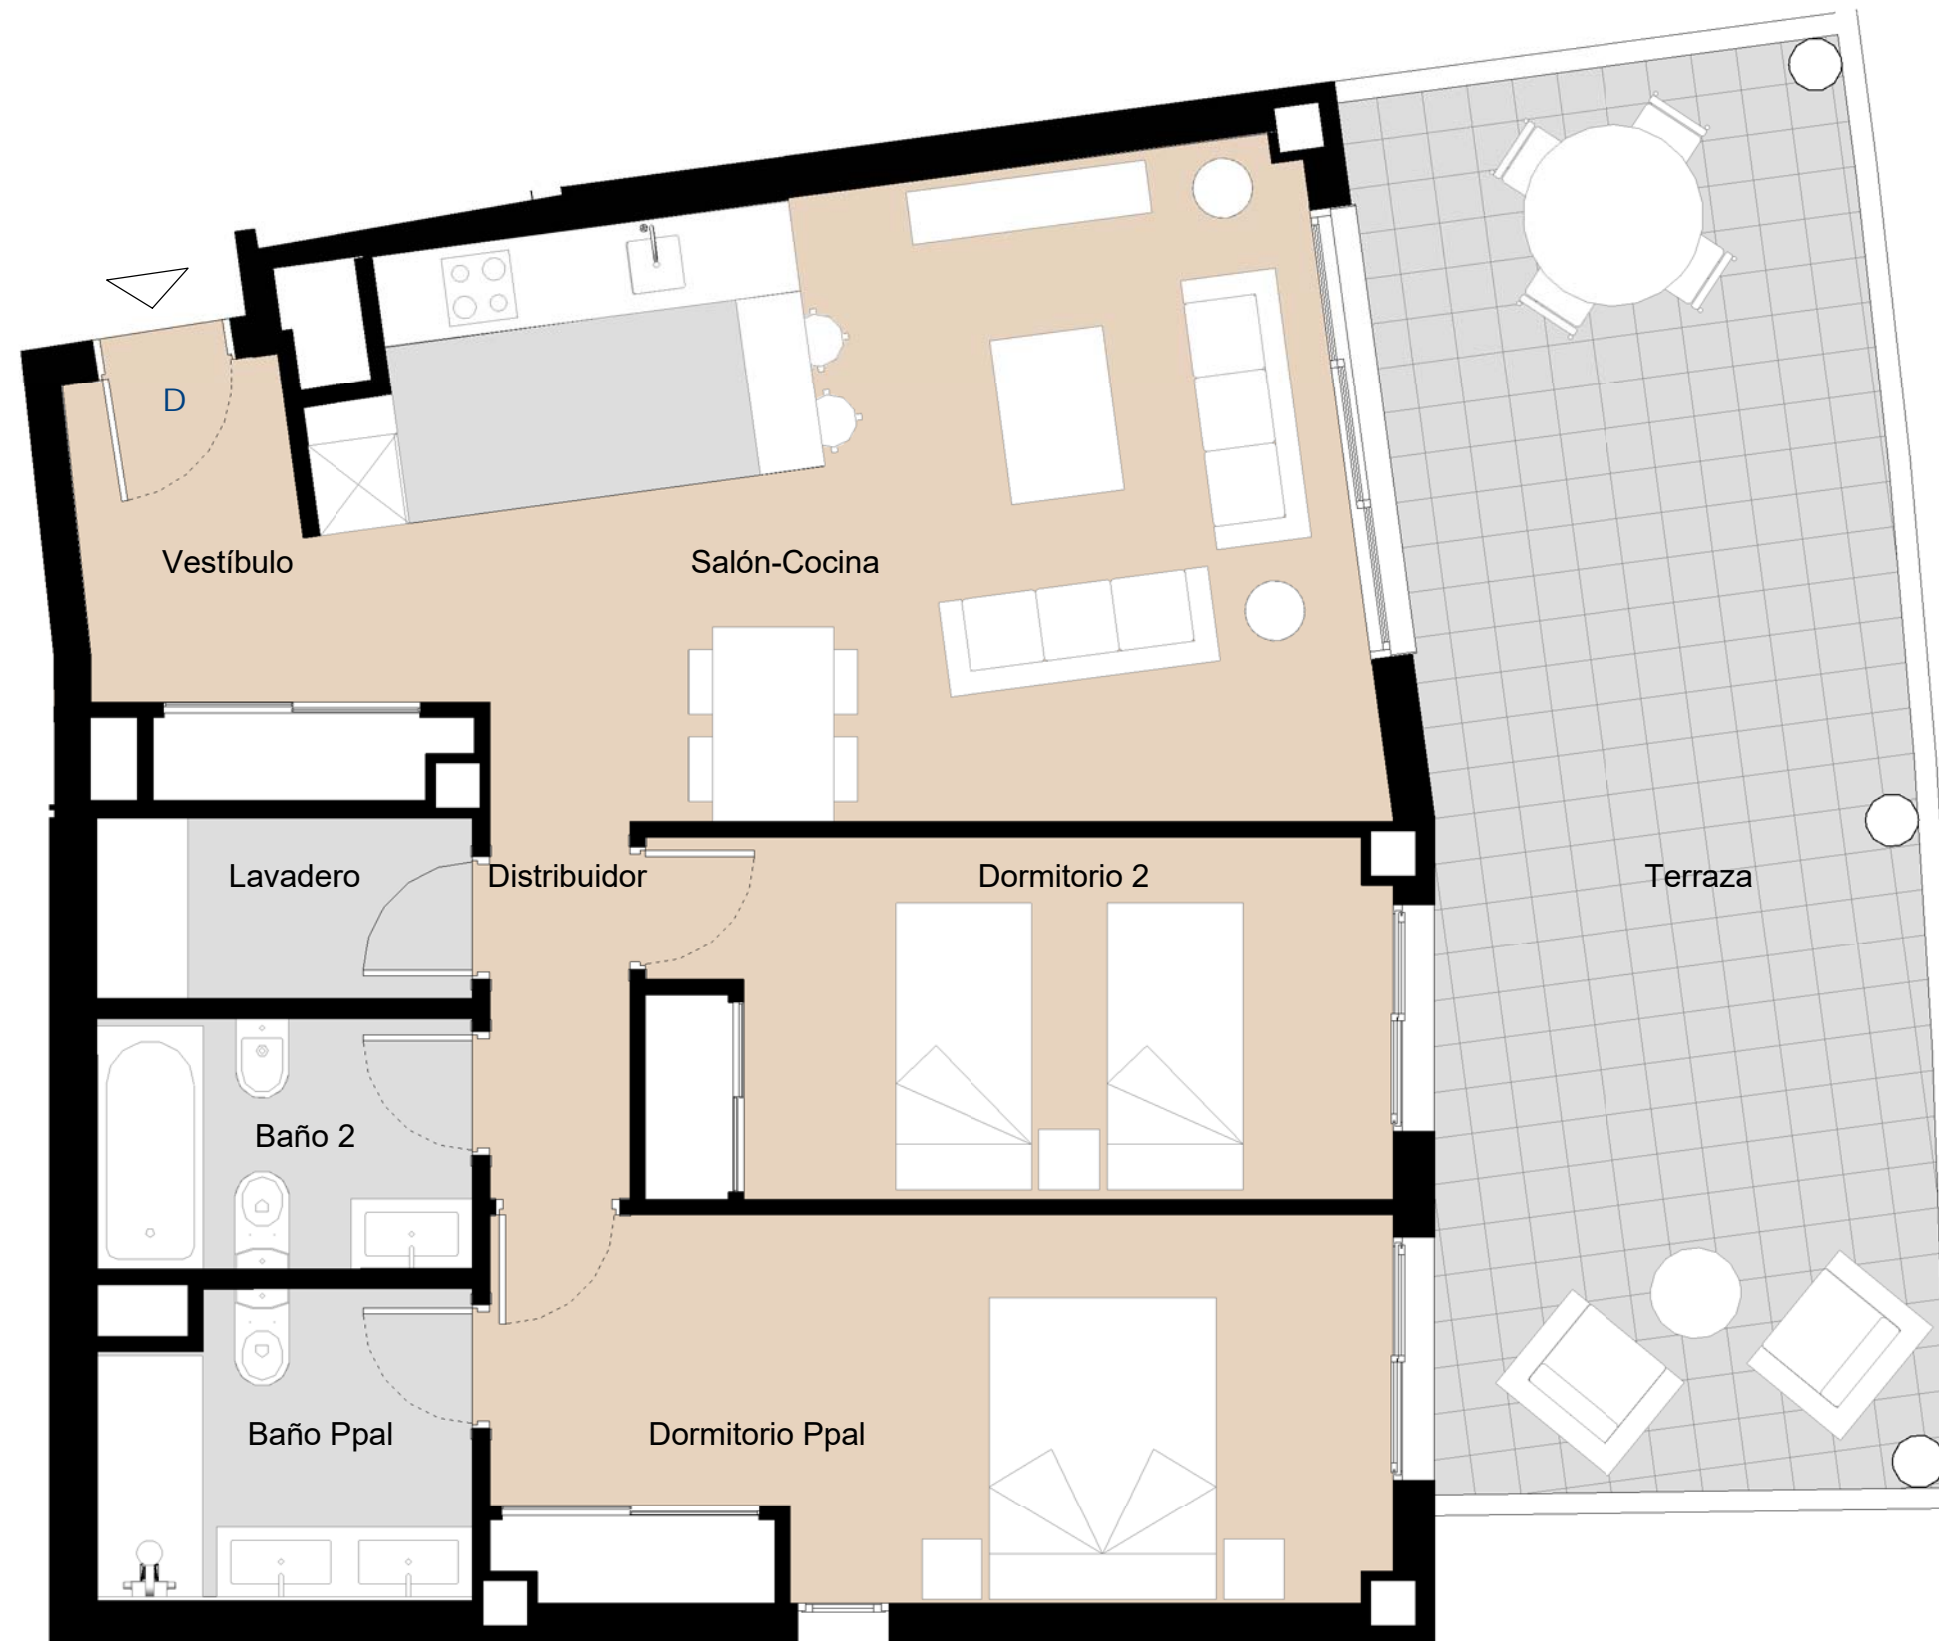 D
Vestíbulo
Salón-Cocina
Lavadero
Distribuidor
Dormitorio 2
Terraza
Baño 2
Baño Ppal
Dormitorio Ppal